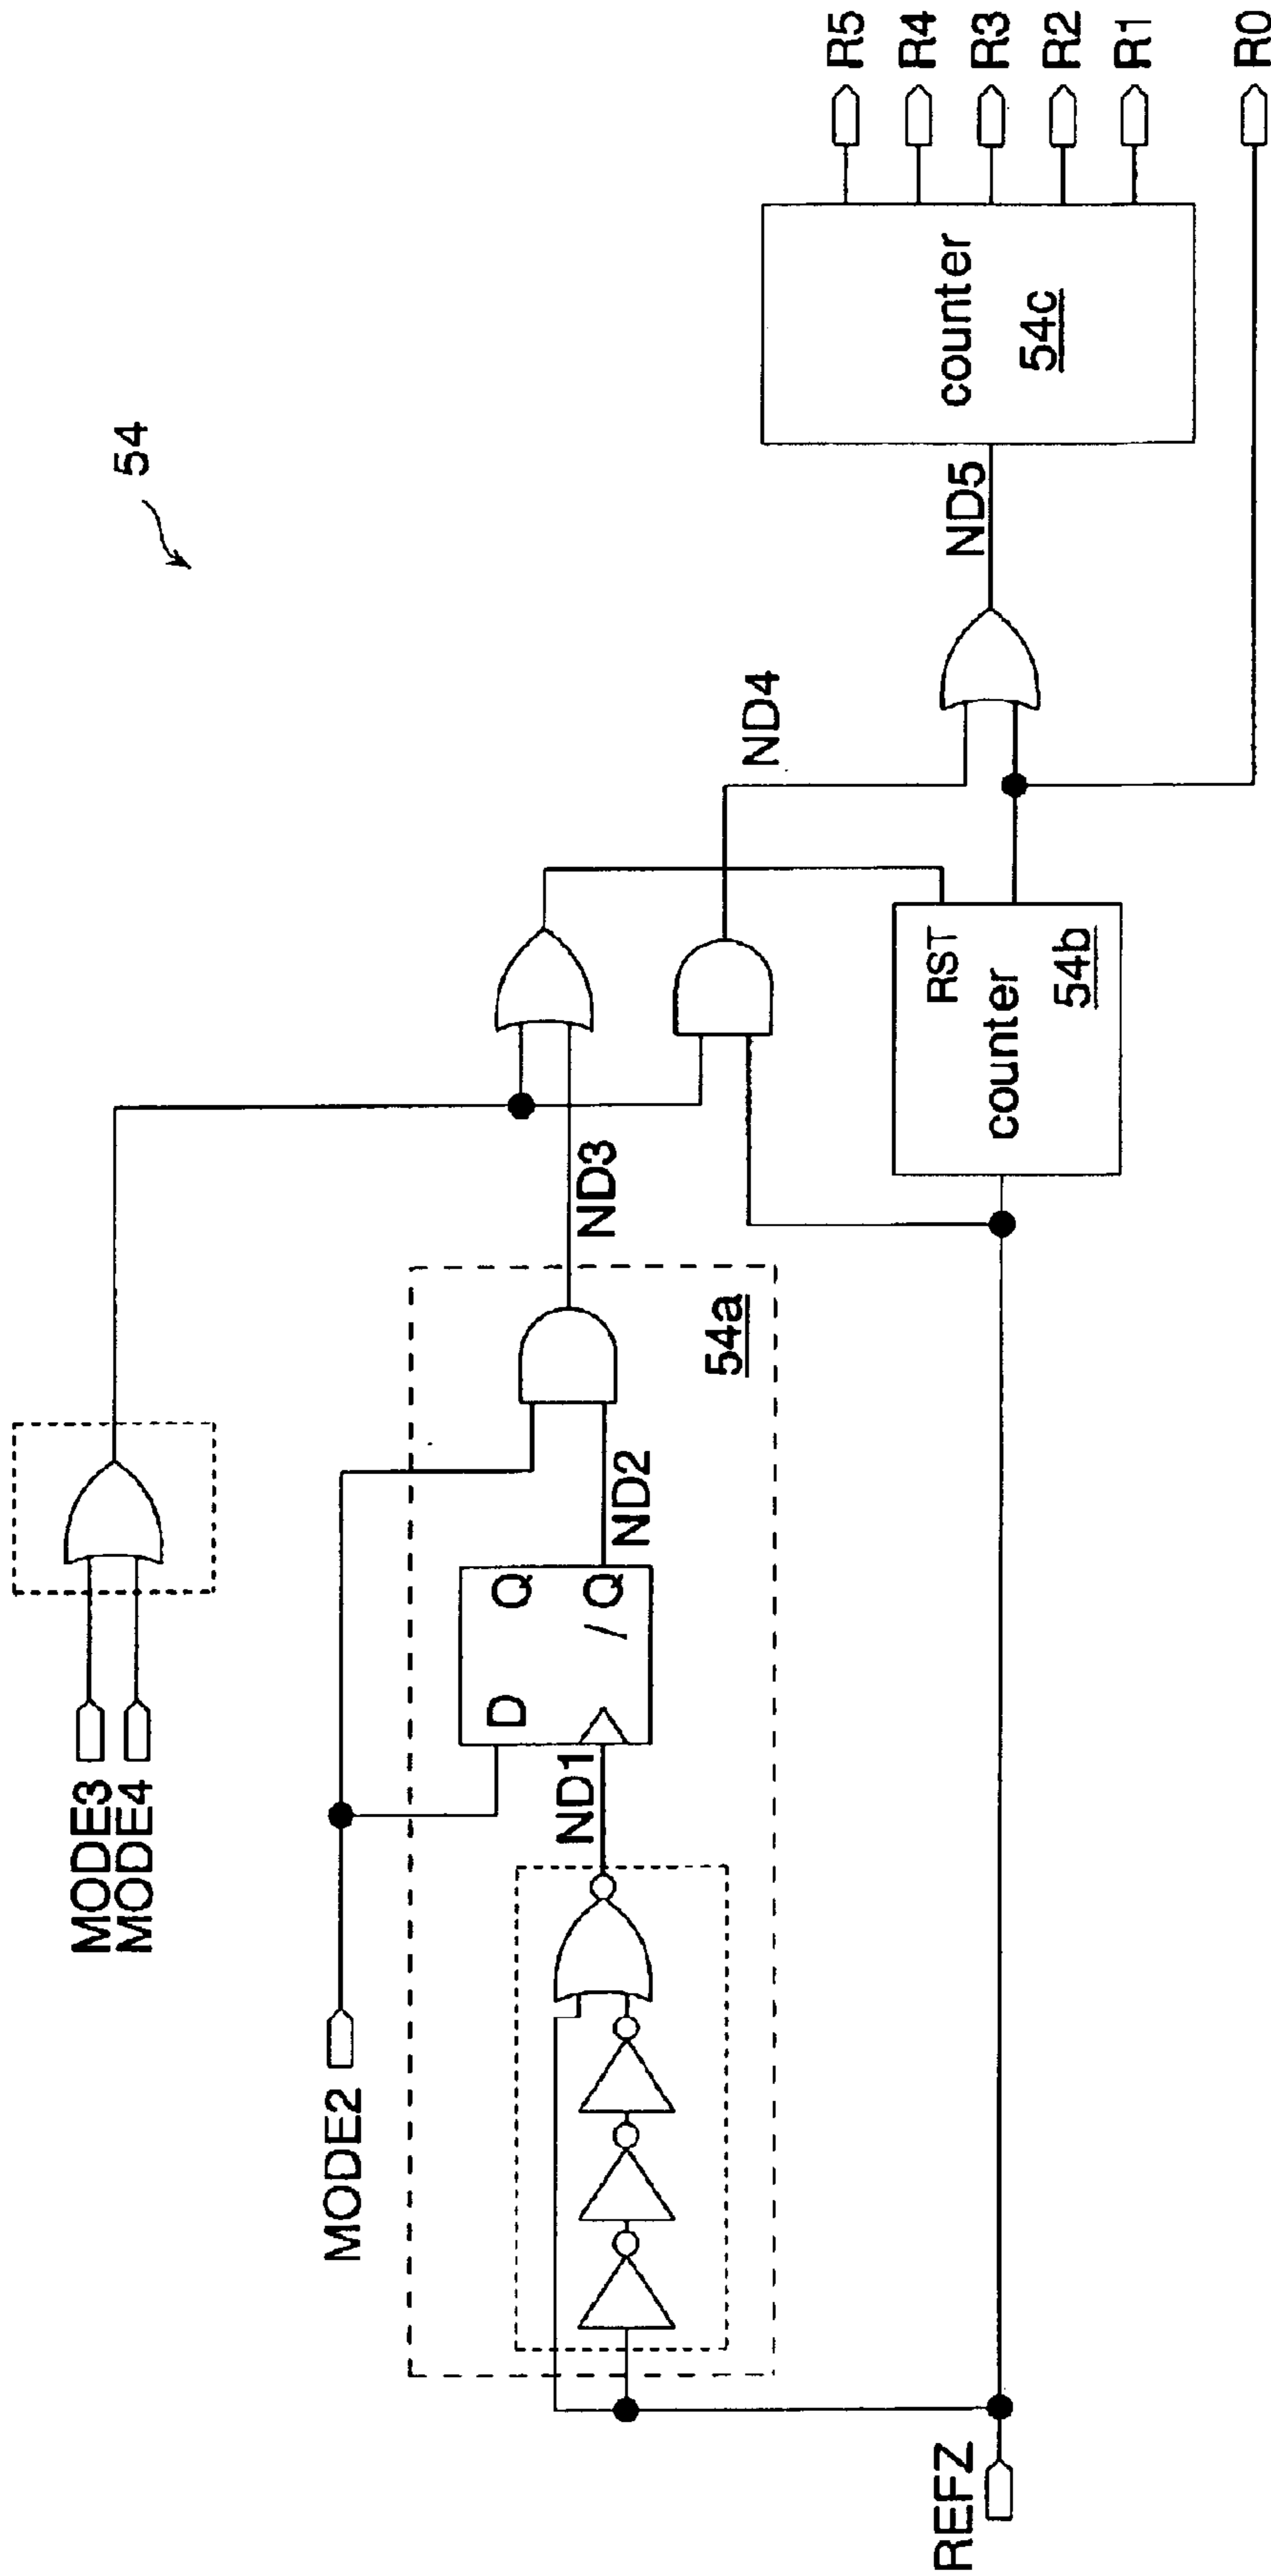 54
MODE3
MODE4
MODE2
D
Q
/Q
ND1
ND2
54a
ND3
REFZ
RST
counter
54b
ND4
ND5
counter
54c
R5
R4
R3
R2
R1
R0